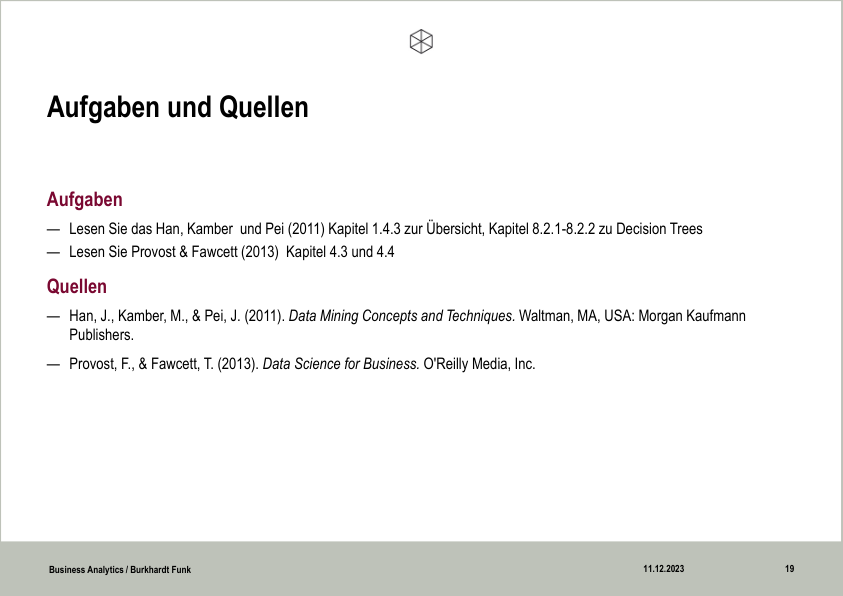 Aufgaben und Quellen
Aufgaben
— Lesen Sie das Han, Kamber  und Pei (2011) Kapitel 1.4.3 zur Übersicht, Kapitel 8.2.1-8.2.2 zu Decision Trees
— Lesen Sie Provost & Fawcett (2013)  Kapitel 4.3 und 4.4
Quellen
— Han, J., Kamber, M., & Pei, J. (2011). Data Mining Concepts and Techniques. Waltman, MA, USA: Morgan Kaufmann
Publishers.
— Provost, F., & Fawcett, T. (2013). Data Science for Business. O'Reilly Media, Inc.
Business Analytics / Burkhardt Funk 11.12.2023 19